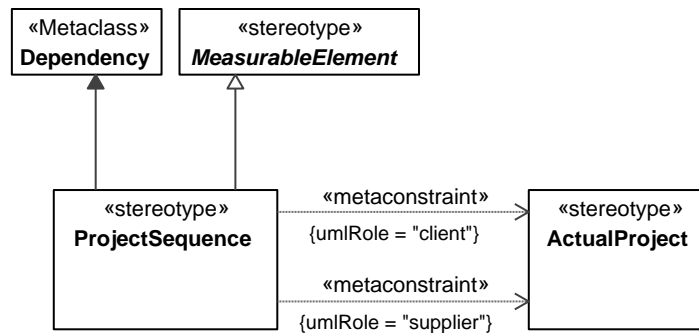 «Metaclass»
Dependency
«stereotype»
MeasurableElement
«stereotype»
ProjectSequence
«metaconstraint»
{umlRole = "client"}
«metaconstraint»
{umlRole = "supplier"}
«stereotype»
ActualProject